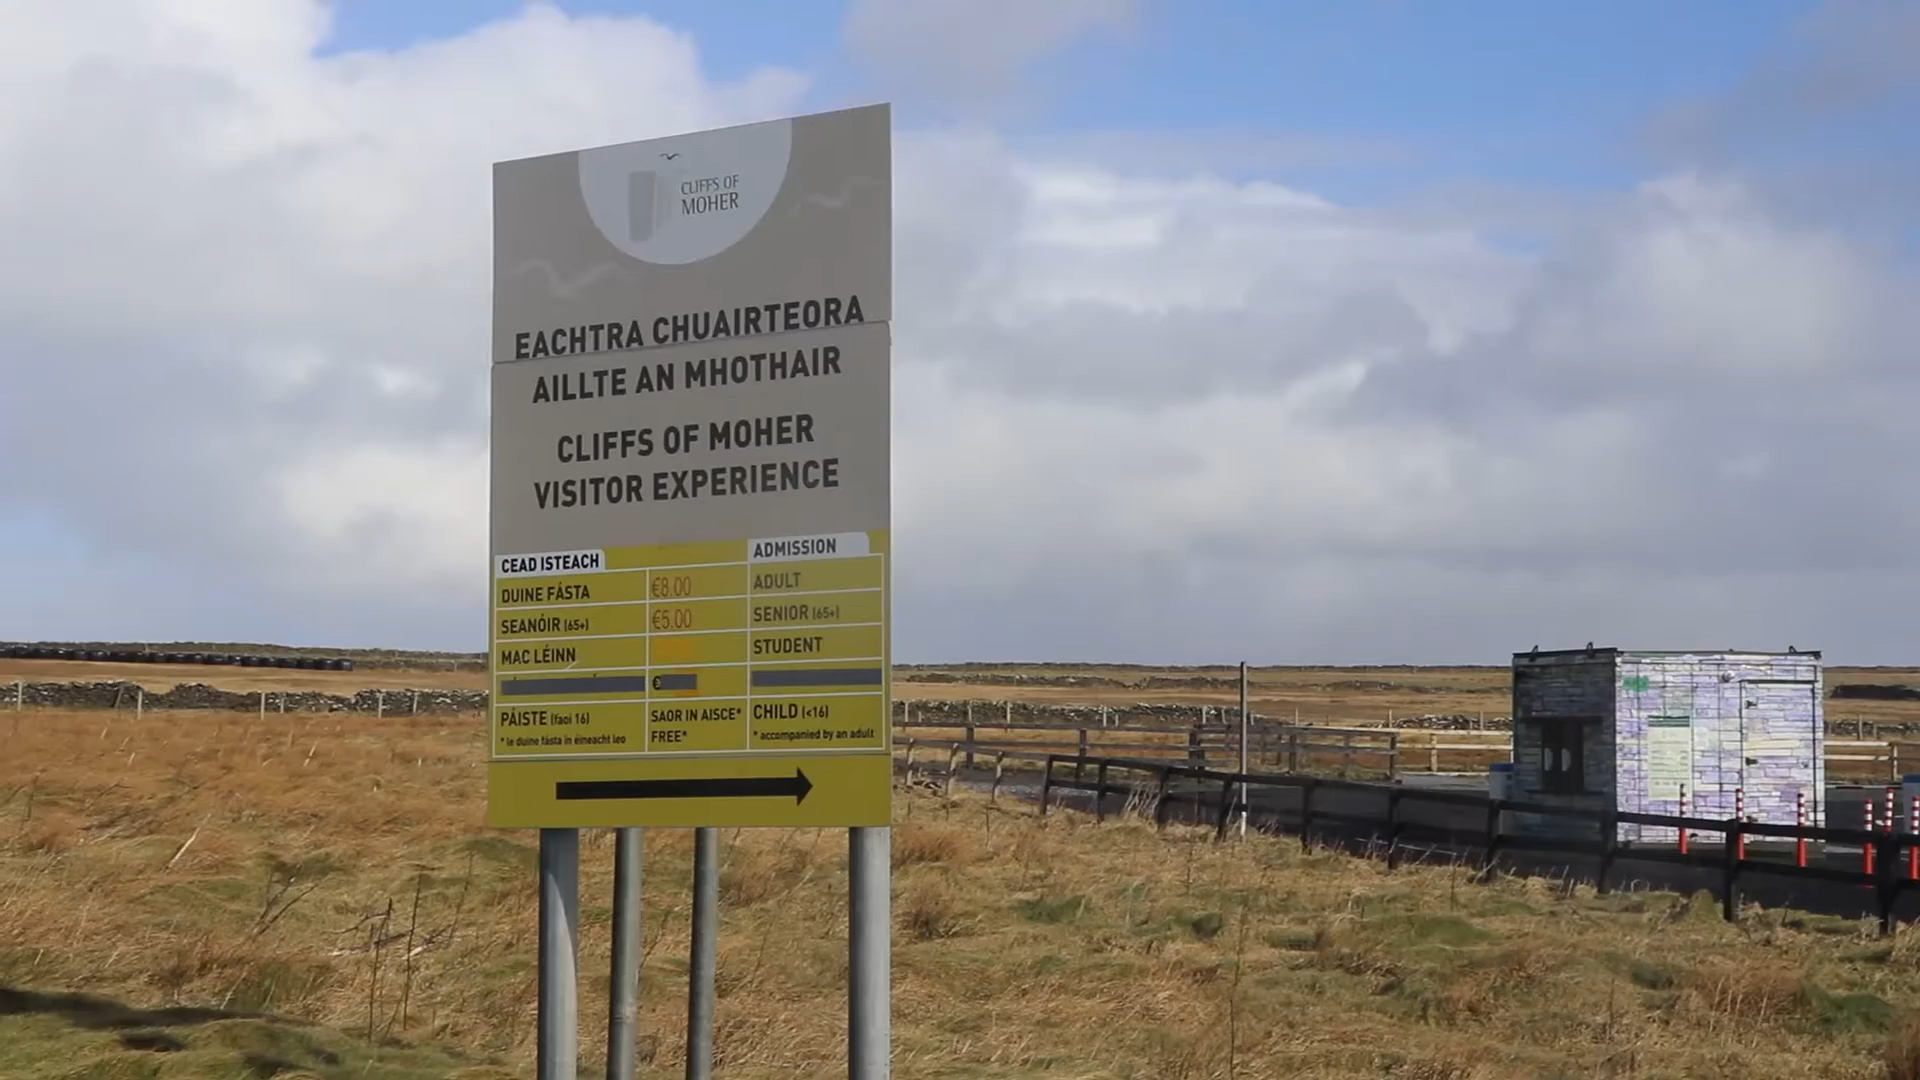 CLIFFS OF
MOHER
EACHTRA CHUAIRTEORA
AILLTE AN MHOTHAIR
CLIFFS OF MOHER
VISITOR EXPERIENCE
CEAD ISTEACH ADMISSION
DUINE FÁSTA €8.00 ADULT
SEANÓIR (65+) €5.00 SENIOR (65+)
MAC LÉINN STUDENT
PÁISTE (faoi 16) SAOR IN AISCE* CHILD (<16)
* le duine fásta in éineacht leo FREE* * accompanied by an adult